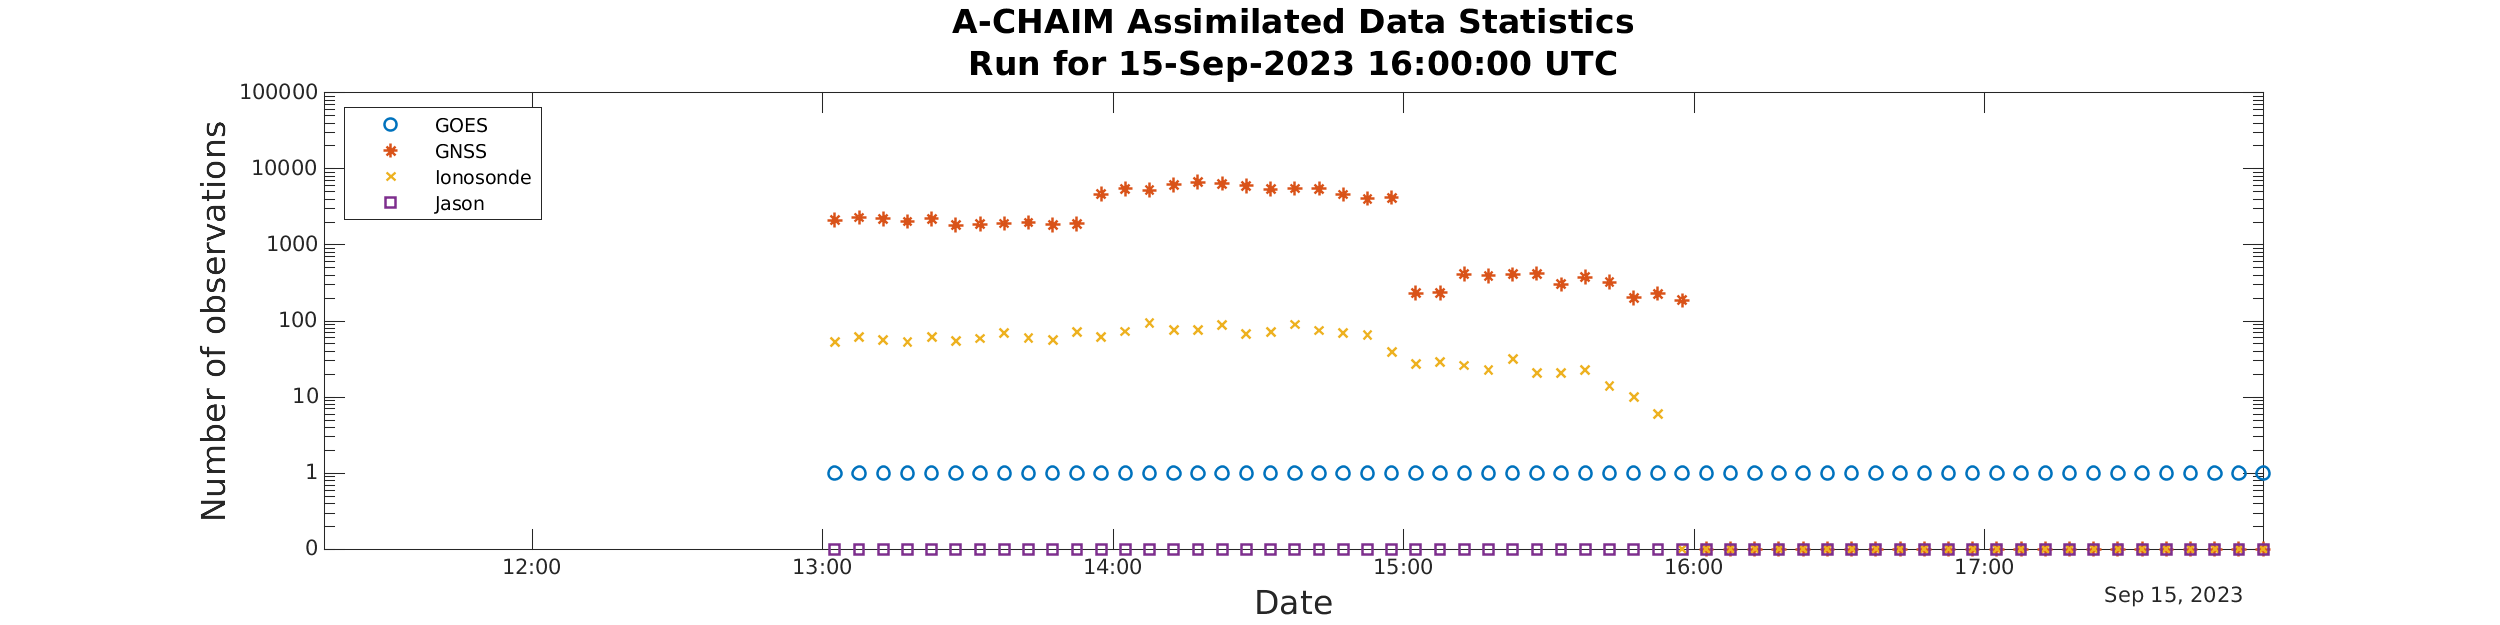 A-CHAIM Assimilated Data Statistics
Run for 15-Sep-2023 16:00:00 UTC
Number of observations
100000
10000
1000
100
10
1
0
GOES
GNSS
Ionosonde
Jason
12:00 13:00 14:00 15:00 16:00 17:00
Date
Sep 15, 2023